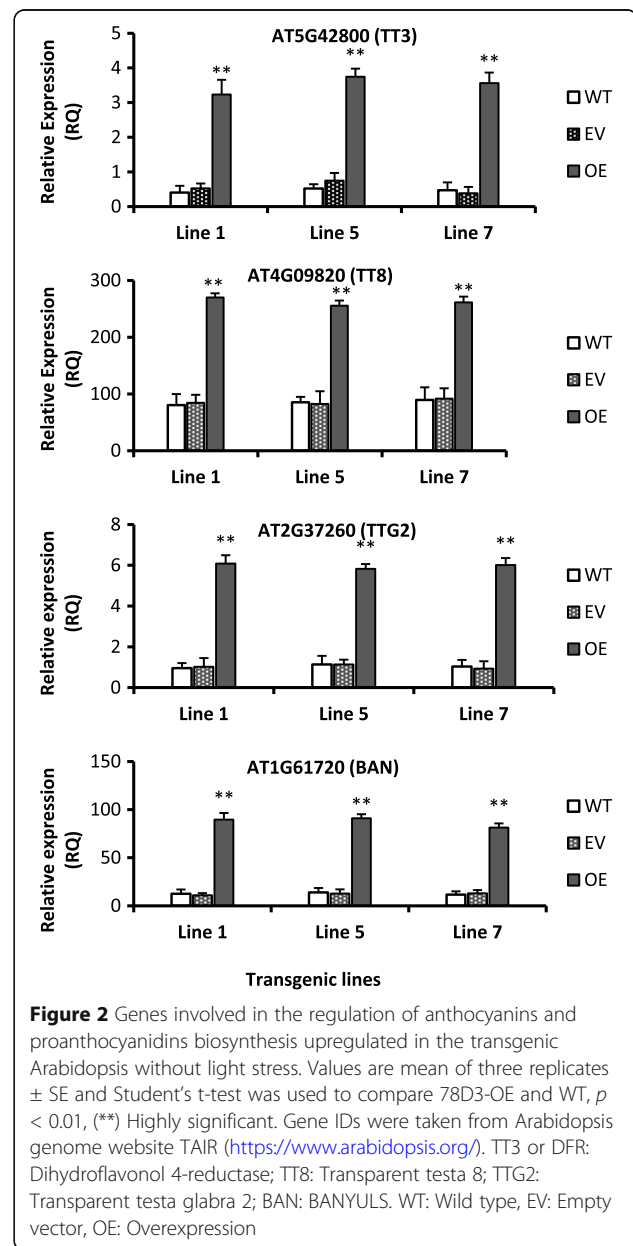 AT5G42800 (TT3)
Relative Expression
(RQ)
5
4
3
2
1
0
** ** **
WT
EV
OE
Line 1 Line 5 Line 7
AT4G09820 (TT8)
Relative Expression
(RQ)
300
200
100
0
** ** **
WT
EV
OE
Line 1 Line 5 Line 7
AT2G37260 (TTG2)
Relative expression
(RQ)
8
6
4
2
0
** ** **
WT
EV
OE
Line 1 Line 5 Line 7
AT1G61720 (BAN)
Relative expression
(RQ)
150
100
50
0
** ** **
WT
EV
OE
Line 1 Line 5 Line 7
Transgenic lines
Figure 2 Genes involved in the regulation of anthocyanins and
proanthocyanidins biosynthesis upregulated in the transgenic
Arabidopsis without light stress. Values are mean of three replicates
± SE and Student's t-test was used to compare 78D3-OE and WT, p
< 0.01, (**) Highly significant. Gene IDs were taken from Arabidopsis
genome website TAIR (https://www.arabidopsis.org/). TT3 or DFR:
Dihydroflavonol 4-reductase; TT8: Transparent testa 8; TTG2:
Transparent testa glabra 2; BAN: BANYULS. WT: Wild type, EV: Empty
vector, OE: Overexpression